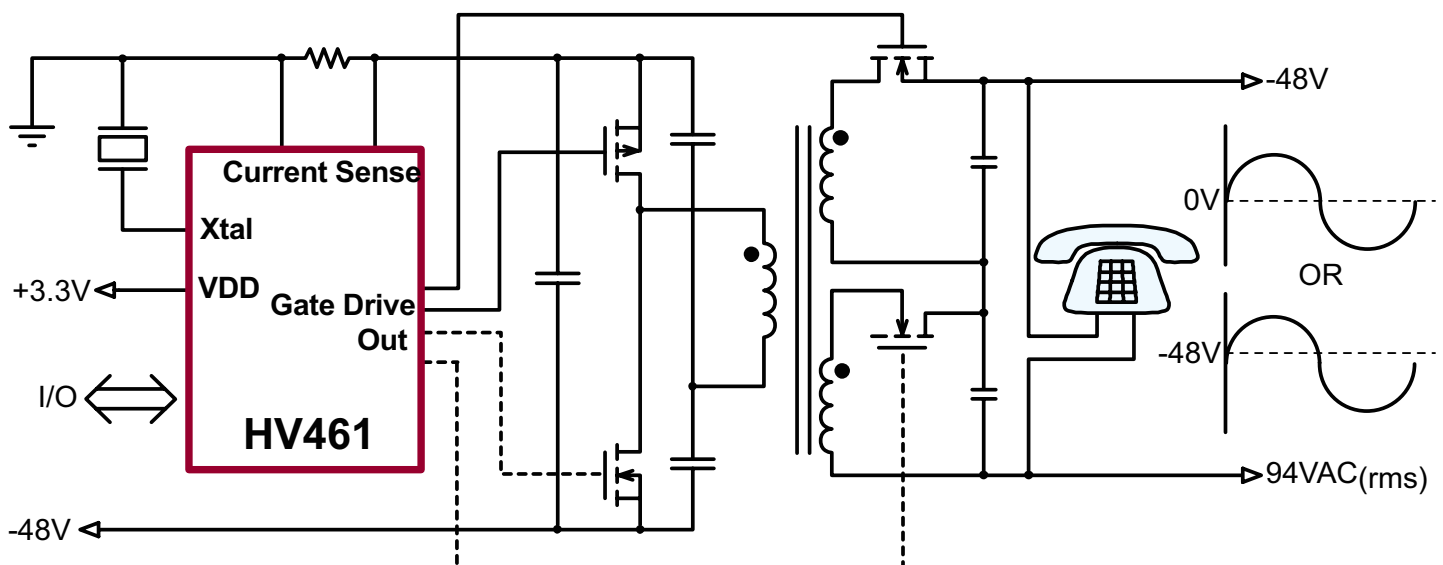 -48V
Current Sense
Xtal
0V
+3.3V
VDD
OR
Gate Drive
Out
-48V
I/O
HV461
94VAC(rms)
-48V